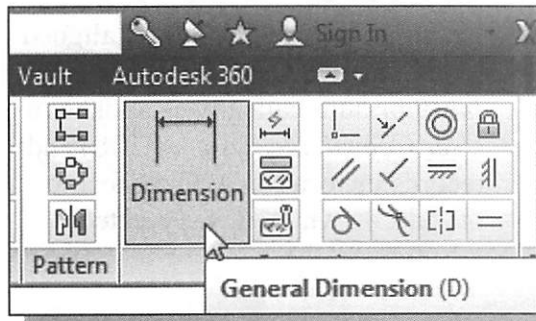 Sign In
Vault Autodesk 360
Dimension
Pattern
General Dimension (D)